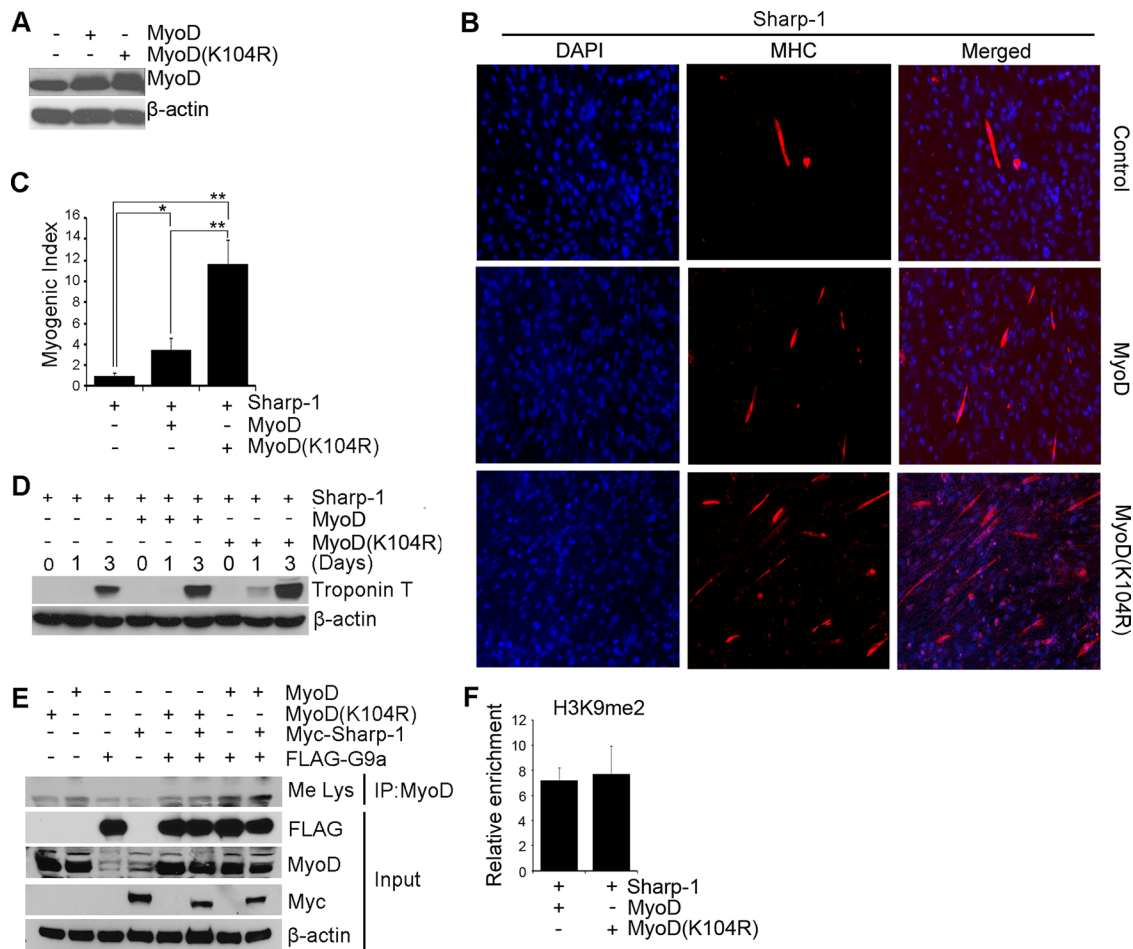 A
- + - MyoD
- - + MyoD(K104R)
MyoD
β-actin
B
Sharp-1
DAPI MHC Merged
Control
MyoD
MyoD(K104R)
C
Myogenic Index
16
14
12
10
8
6
4
2
0
* ** **
+ + + Sharp-1
- + - MyoD
- - + MyoD(K104R)
D
+ + + + + + + + + Sharp-1
- - - + + + - - - MyoD
- - - - - - + + + MyoD(K104R)
0 1 3 0 1 3 0 1 3 (Days)
Troponin T
β-actin
E
- + - - - - + + MyoD
+ - - - + + - - MyoD(K104R)
- - - + - + - + Myc-Sharp-1
- - + - + + + + FLAG-G9a
Me Lys IP:MyoD
FLAG
MyoD
Myc
β-actin
Input
F
H3K9me2
Relative enrichment
12
10
8
6
4
2
0
+ + Sharp-1
+ - MyoD
- + MyoD(K104R)